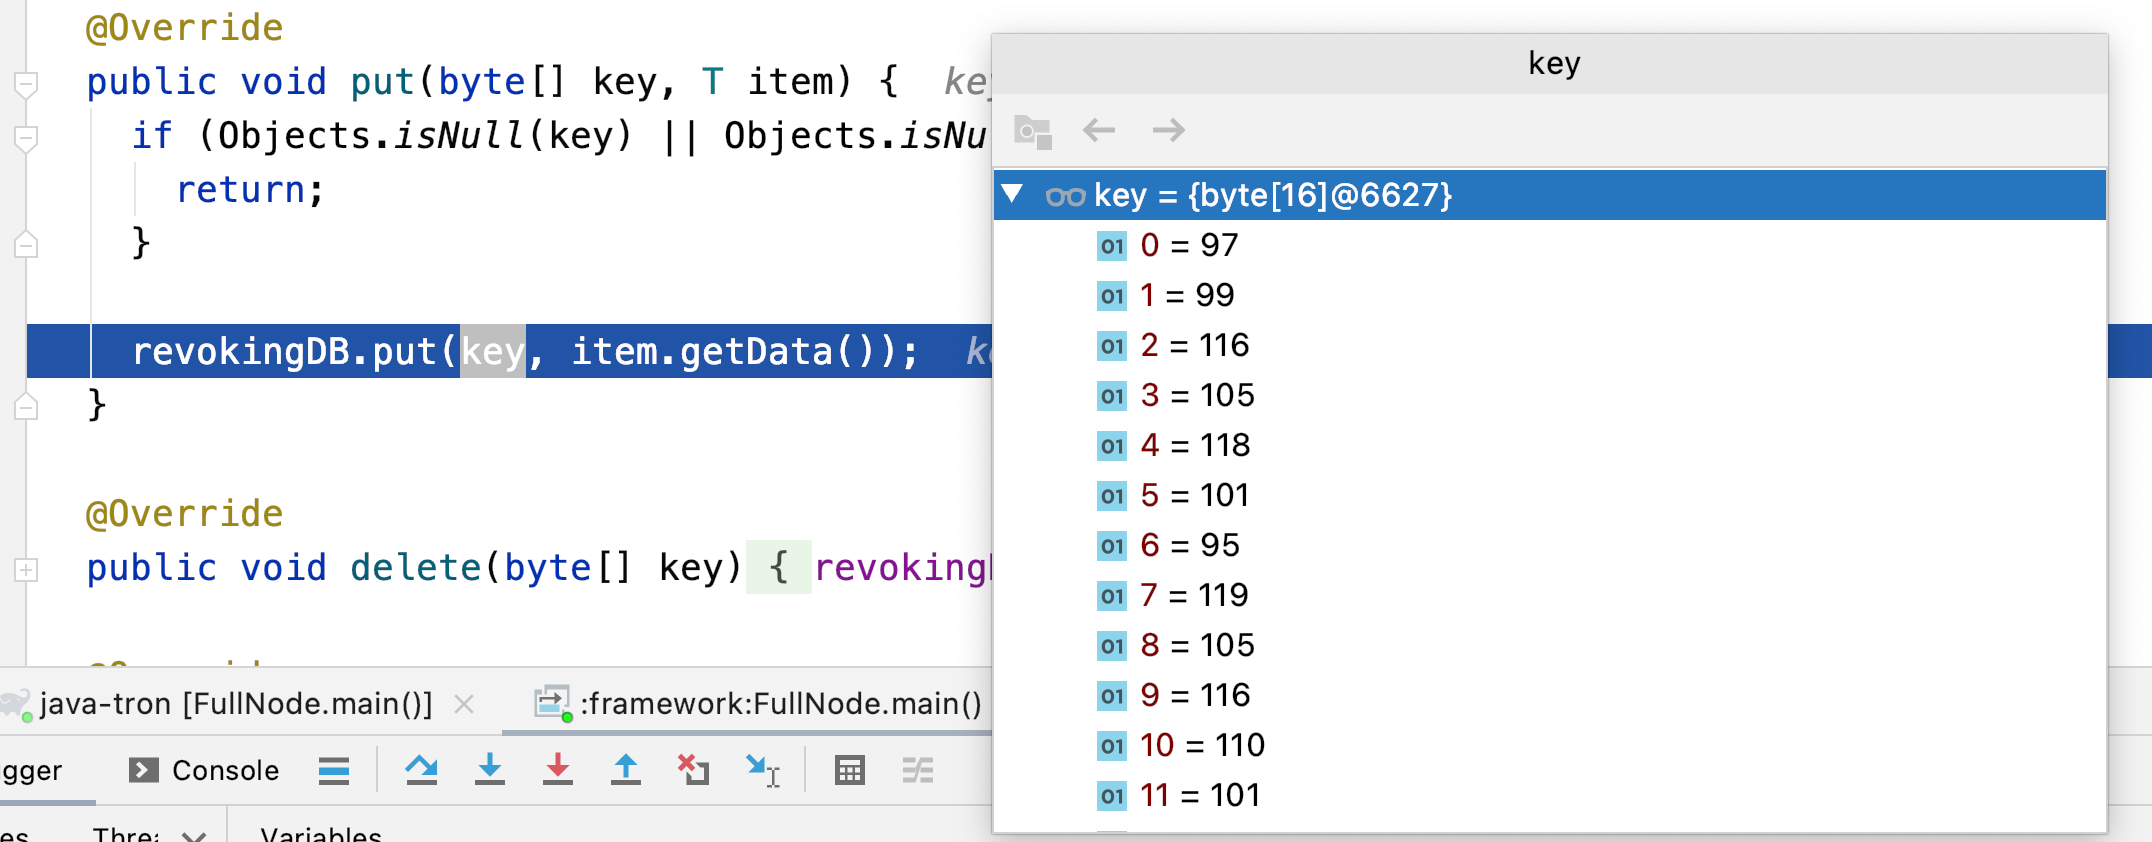 @Override
public void put(byte[] key, T item) {  key
if (Objects.isNull(key) || Objects.isNu
return;
}
revokingDB.put(key, item.getData());  ke
}
@Override
public void delete(byte[] key) { revoking
@Override
key
key = {byte[16]@6627}
01 0 = 97
01 1 = 99
01 2 = 116
01 3 = 105
01 4 = 118
01 5 = 101
01 6 = 95
01 7 = 119
01 8 = 105
01 9 = 116
01 10 = 110
01 11 = 101
java-tron [FullNode.main()]
:framework:FullNode.main()
gger
Console
es
Threa
Variables